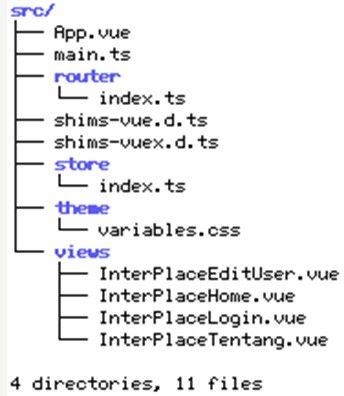 src/
├── App.vue
├── main.ts
├── router
│   └── index.ts
├── shims-vue.d.ts
├── shims-vuex.d.ts
├── store
│   └── index.ts
├── theme
│   └── variables.css
└── views
    ├── InterPlaceEditUser.vue
    ├── InterPlaceHome.vue
    ├── InterPlaceLogin.vue
    └── InterPlaceTentang.vue
4 directories, 11 files